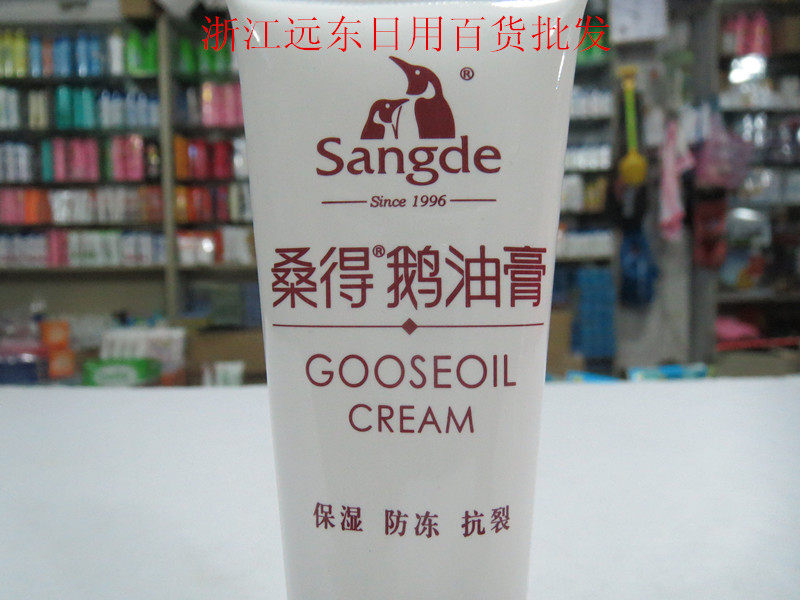 浙江远东日用百货批发
®
Sangde
Since 1996
桑得®鹅油膏
GOOSEOIL
CREAM
保湿 防冻 抗裂